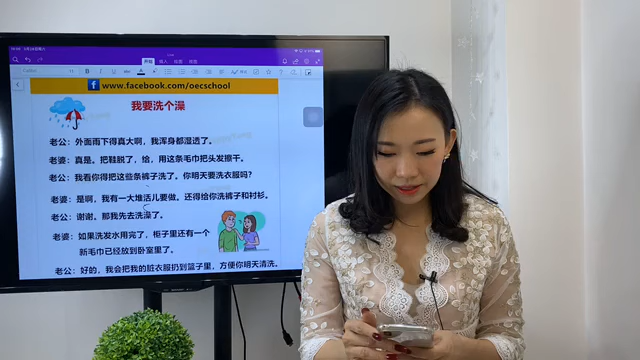 开始
www.facebook.com/oecschool
我要洗个澡
老公：外面雨下得真大啊，我浑身都湿透了。
老婆：真是。把鞋脱了，给，用这条毛巾把头发擦干。
老公：我看你得把这些裤子洗了。你明天要洗衣服吗？
老婆：是啊，我有一大堆活儿要做。还得给你洗裤子和衬衫。
老公：谢谢。那我先去洗澡了。
老婆：如果洗发水用完了，柜子里还有一个
新毛巾已经放到卧室里了。
老公：好的，我会把我的脏衣服扔到篮子里，方便你明天清洗。